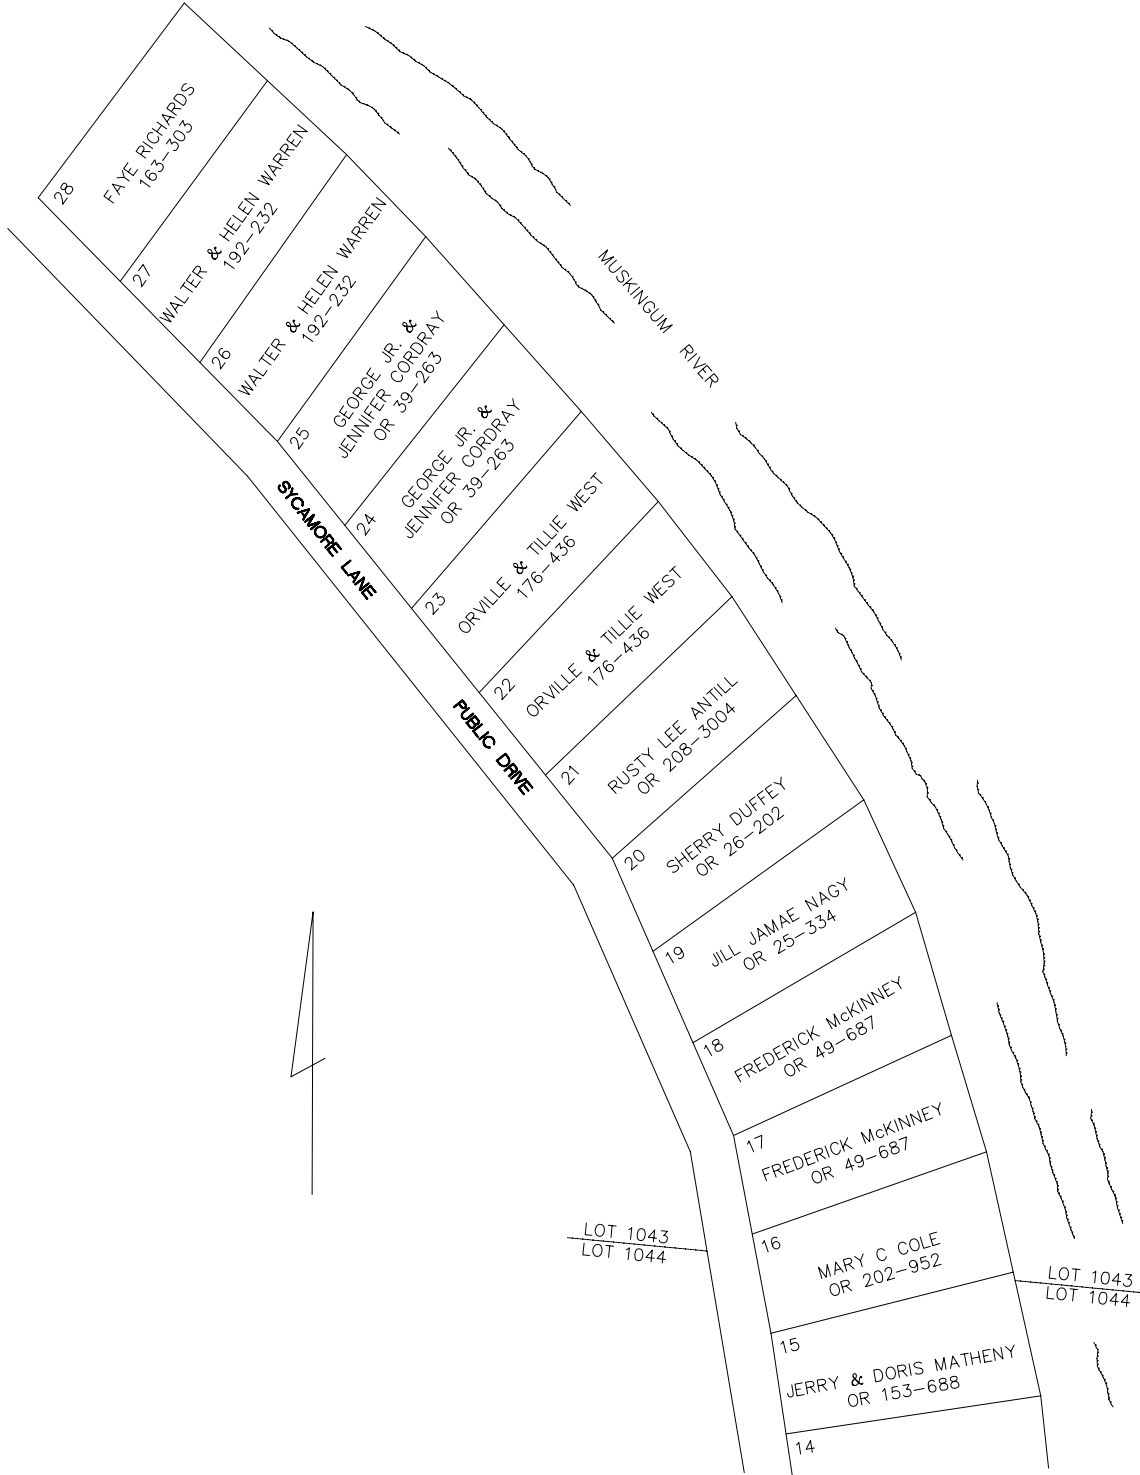 28
FAYE RICHARDS
163-303
27
WALTER & HELEN WARREN
192-232
26
WALTER & HELEN WARREN
192-232
25
GEORGE JR. &
JENNIFER CORDRAY
OR 39-263
24
GEORGE JR. &
JENNIFER CORDRAY
OR 39-263
23
ORVILLE & TILLIE WEST
176-436
22
ORVILLE & TILLIE WEST
176-436
21
RUSTY LEE ANTILL
OR 208-3004
20
SHERRY DUFFEY
OR 26-202
19
JILL JAMAE NAGY
OR 25-334
18
FREDERICK McKINNEY
OR 49-687
17
FREDERICK McKINNEY
OR 49-687
16
MARY C COLE
OR 202-952
15
JERRY & DORIS MATHENY
OR 153-688
14
MUSKINGUM RIVER
SYCAMORE LANE
PUBLIC DRIVE
LOT 1043
LOT 1044
LOT 1043
LOT 1044